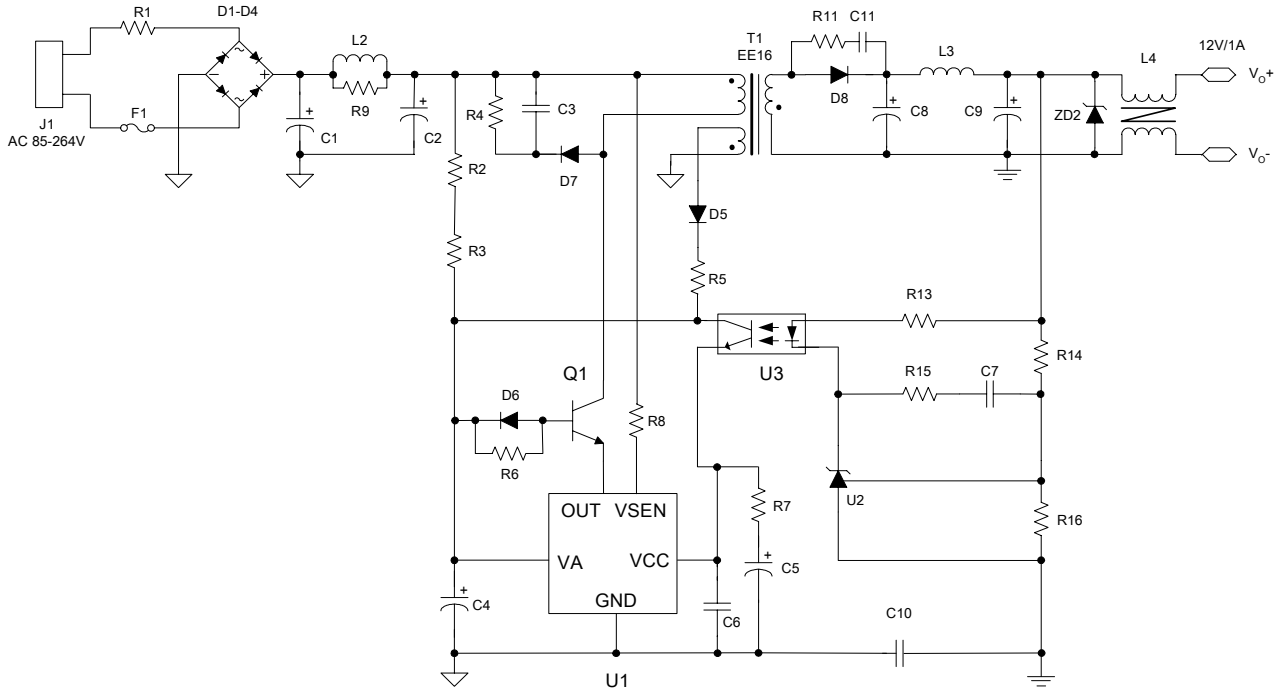 R1
D1-D4
J1
AC 85-264V
F1
C1
+
L2
R9
C2
+
R4
C3
D7
R2
R3
T1
EE16
R11
C11
D8
C8
+
L3
C9
+
ZD2
L4
12V/1A
VO+
VO-
D5
R5
U3
R13
R14
R15
C7
U2
R16
Q1
D6
R6
R8
OUT
VSEN
VA
VCC
GND
U1
C4
+
R7
C5
+
C6
C10